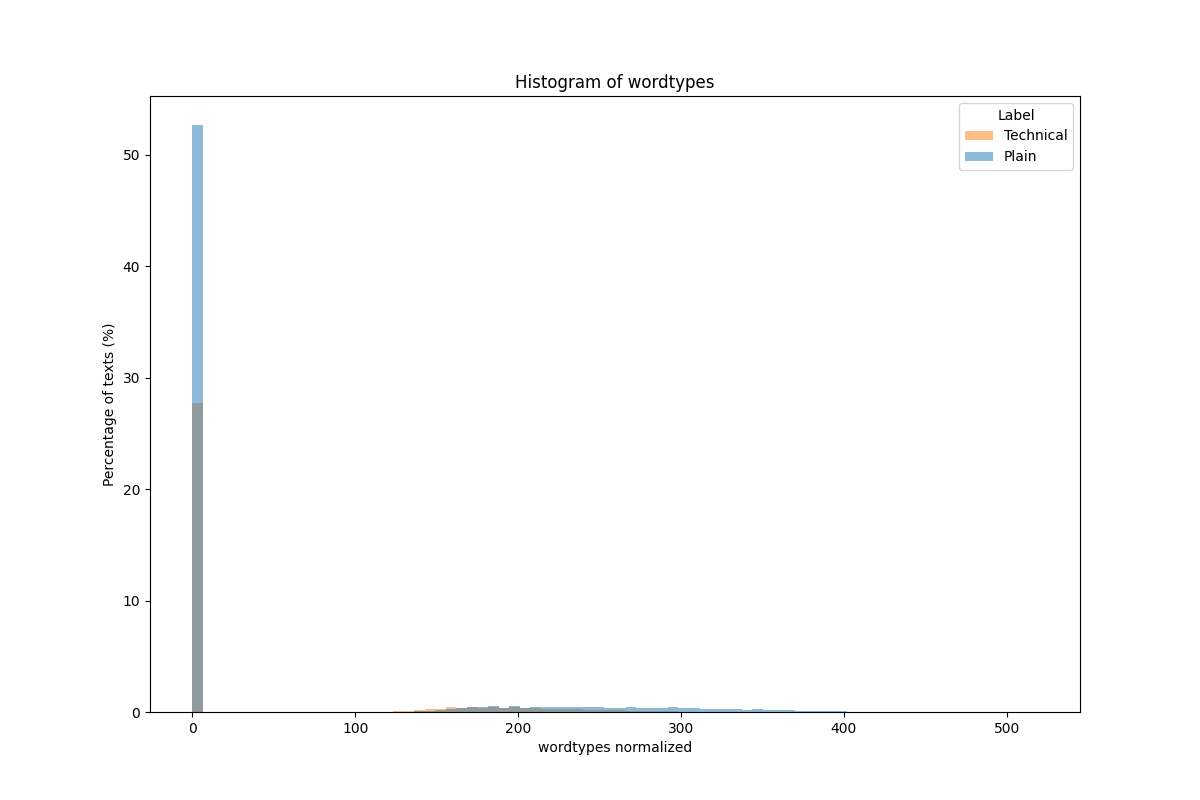 Histogram of wordtypes
Label
Technical
Plain
50
40
30
20
10
0
Percentage of texts (%)
0 100 200 300 400 500
wordtypes normalized